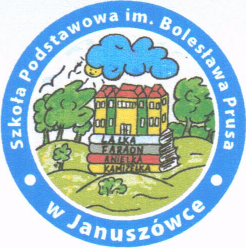 Szkoła Podstawowa im. Bolesława Prusa
LALKA
FARAON
ANIELKA
KAMIZELKA
w Januszówce